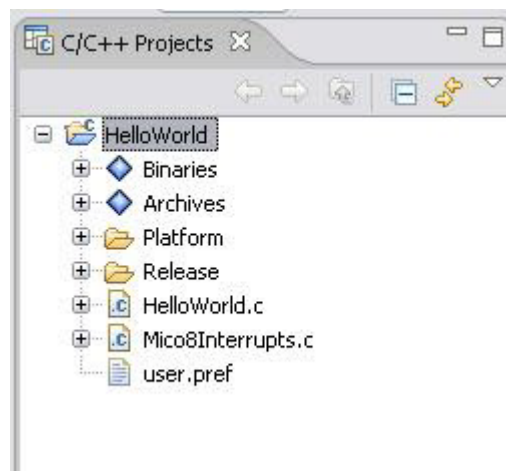 C/C++ Projects
HelloWorld
Binaries
Archives
Platform
Release
HelloWorld.c
Mico8Interrupts.c
user.pref